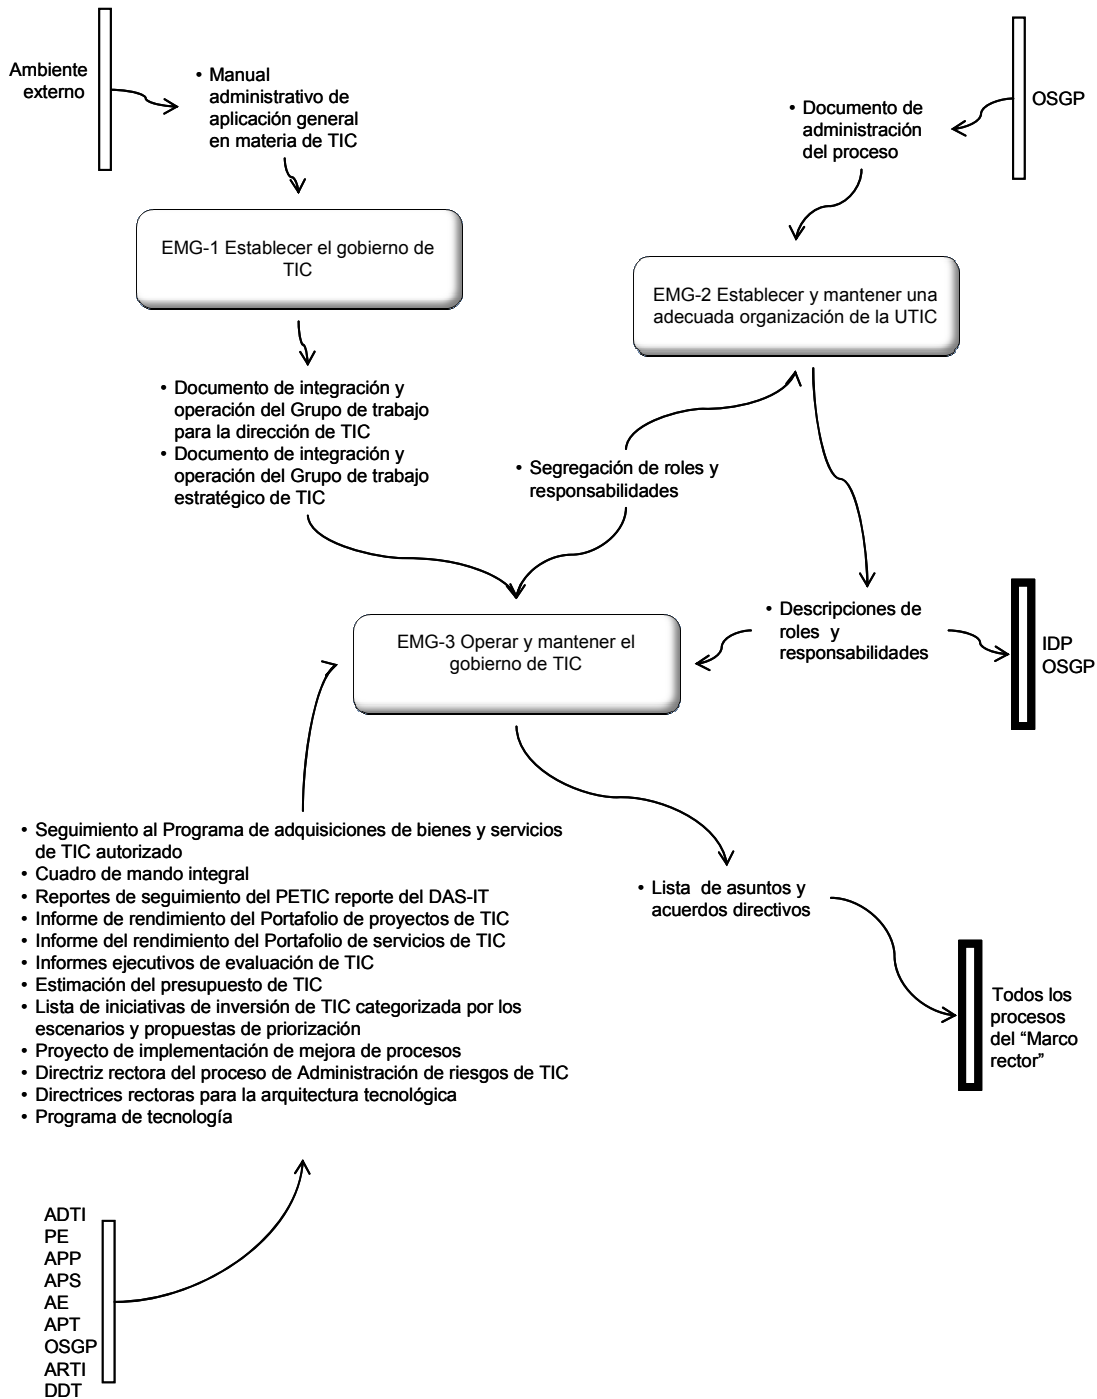 Ambiente
externo
• Manual
administrativo de
aplicación general
en materia de TIC
• Documento de
administración
del proceso
OSGP
EMG-1 Establecer el gobierno de
TIC
EMG-2 Establecer y mantener una
adecuada organización de la UTIC
• Documento de integración y
operación del Grupo de trabajo
para la dirección de TIC
• Documento de integración y
operación del Grupo de trabajo
estratégico de TIC
• Segregación de roles y
responsabilidades
EMG-3 Operar y mantener el
gobierno de TIC
• Descripciones de
roles y
responsabilidades
IDP
OSGP
• Seguimiento al Programa de adquisiciones de bienes y servicios
de TIC autorizado
• Cuadro de mando integral
• Reportes de seguimiento del PETIC reporte del DAS-IT
• Informe de rendimiento del Portafolio de proyectos de TIC
• Informe del rendimiento del Portafolio de servicios de TIC
• Informes ejecutivos de evaluación de TIC
• Estimación del presupuesto de TIC
• Lista de iniciativas de inversión de TIC categorizada por los
escenarios y propuestas de priorización
• Proyecto de implementación de mejora de procesos
• Directriz rectora del proceso de Administración de riesgos de TIC
• Directrices rectoras para la arquitectura tecnológica
• Programa de tecnología
• Lista de asuntos y
acuerdos directivos
Todos los
procesos
del “Marco
rector”
ADTI
PE
APP
APS
AE
APT
OSGP
ARTI
DDT